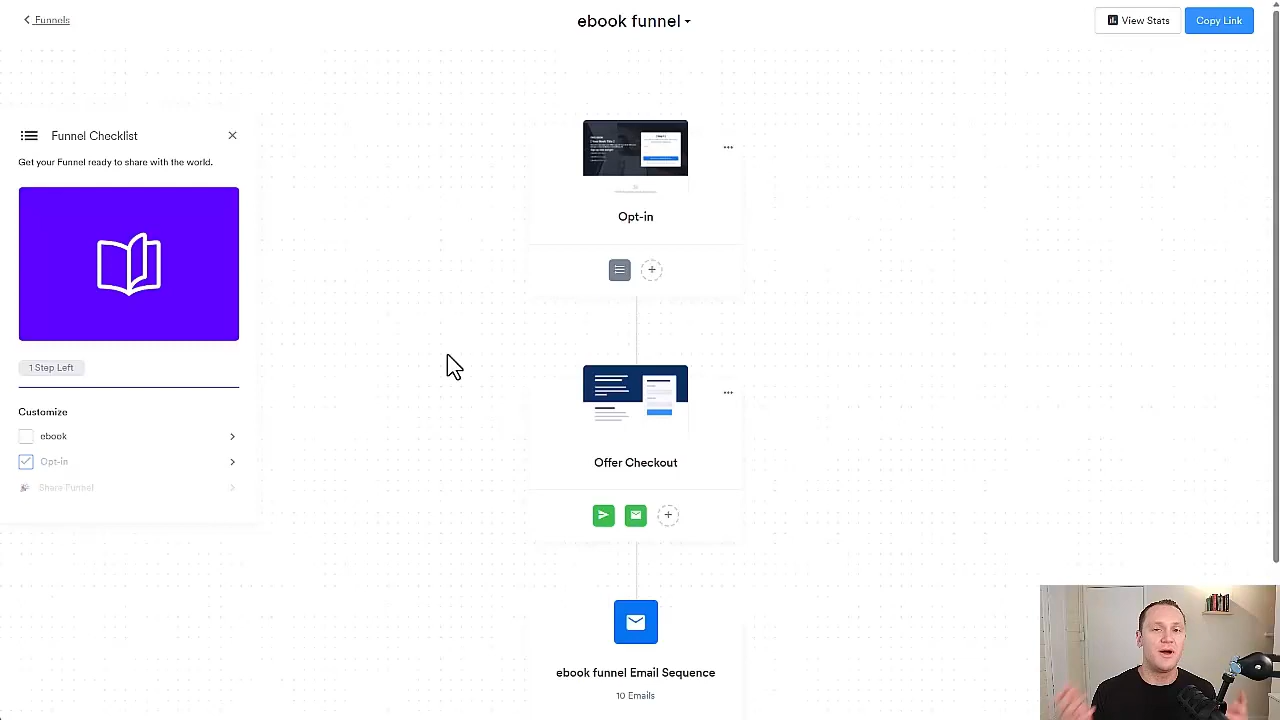 Funnels
ebook funnel
View Stats
Copy Link
Funnel Checklist
Get your funnel ready to share with the world.
1 Step Left
Customize
ebook
Opt-in
Share Funnel
Opt-in
Offer Checkout
ebook funnel Email Sequence
10 Emails